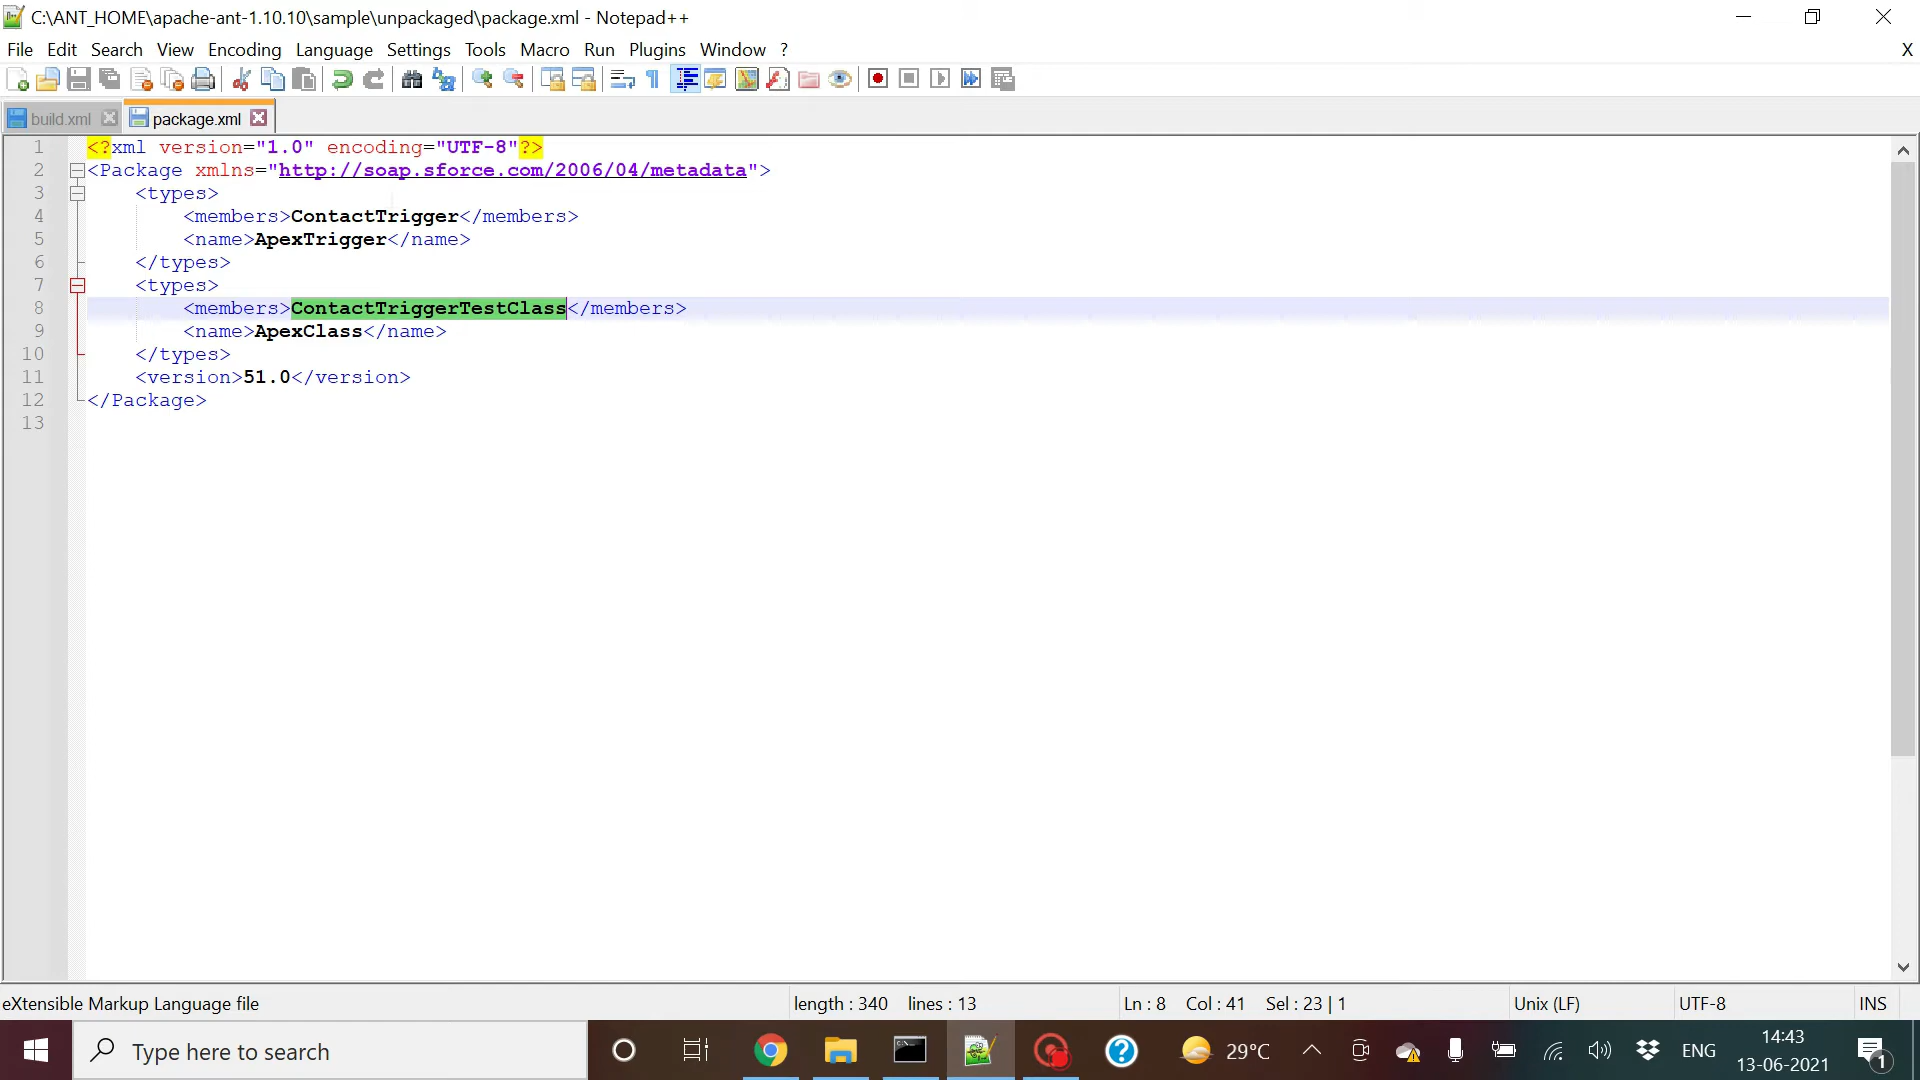 C:\ANT_HOME\apache-ant-1.10.10\sample\unpackaged\package.xml - Notepad++
File Edit Search View Encoding Language Settings Tools Macro Run Plugins Window ? X
build.xml package.xml
1 <?xml version="1.0" encoding="UTF-8"?>
2 <Package xmlns="http://soap.sforce.com/2006/04/metadata">
3 <types>
4 <members>ContactTrigger</members>
5 <name>ApexTrigger</name>
6 </types>
7 <types>
8 <members>ContactTriggerTestClass</members>
9 <name>ApexClass</name>
10 </types>
11 <version>51.0</version>
12 </Package>
13
eXtensible Markup Language file length : 340 lines : 13 Ln : 8 Col : 41 Sel : 23 | 1 Unix (LF) UTF-8 INS
Type here to search 29°C ENG 14:43
13-06-2021 1